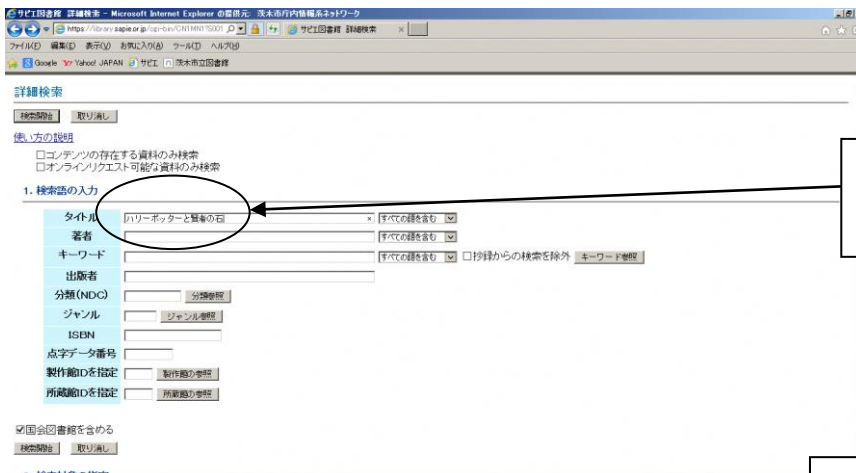 サピエ図書館 詳細検索 - Microsoft Internet Explorer の提供元: 茨木市庁内情報系ネットワーク
https://library.sapie.or.jp/cgi-bin/CN1MN1?S001 サピエ図書館 詳細検索 ×
ファイル(F) 編集(E) 表示(V) お気に入り(A) ツール(T) ヘルプ(H)
Google Yahoo! JAPAN サピエ 茨木市立図書館
詳細検索
検索開始 取り消し
使い方の説明
□コンテンツの存在する資料のみ検索
□オンラインリクエスト可能な資料のみ検索
1. 検索語の入力
タイトル ハリーポッターと賢者の石 × すべての語を含む
著者 すべての語を含む
キーワード すべての語を含む □抄録からの検索を除外 キーワード参照
出版者
分類(NDC) 分類参照
ジャンル ジャンル参照
ISBN
点字データ番号
製作館IDを指定 製作館の参照
所蔵館IDを指定 所蔵館の参照
☑国会図書館を含める
検索開始 取り消し